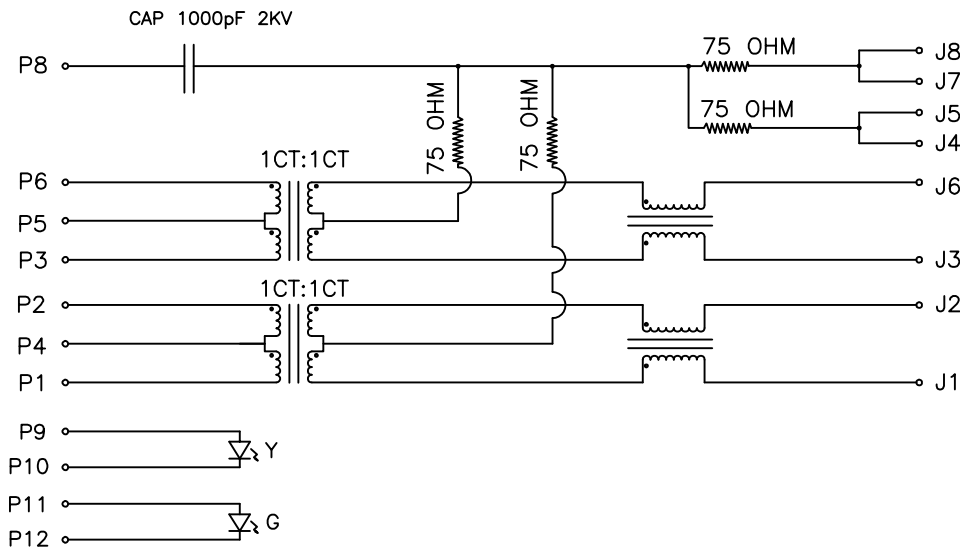 CAP 1000pF 2KV
P8
75 OHM
J8
J7
75 OHM
J5
J4
75 OHM
75 OHM
1CT:1CT
P6
J6
P5
P3
J3
1CT:1CT
P2
J2
P4
P1
J1
P9
Y
P10
P11
G
P12